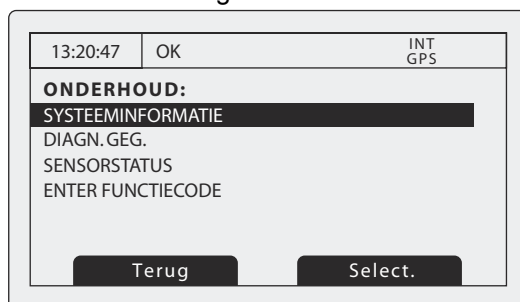 13:20:47 OK INT
GPS
ONDERHOUD:
SYSTEEMINFORMATIE
DIAGN. GEG.
SENSORSTATUS
ENTER FUNCTIECODE
Terug Select.